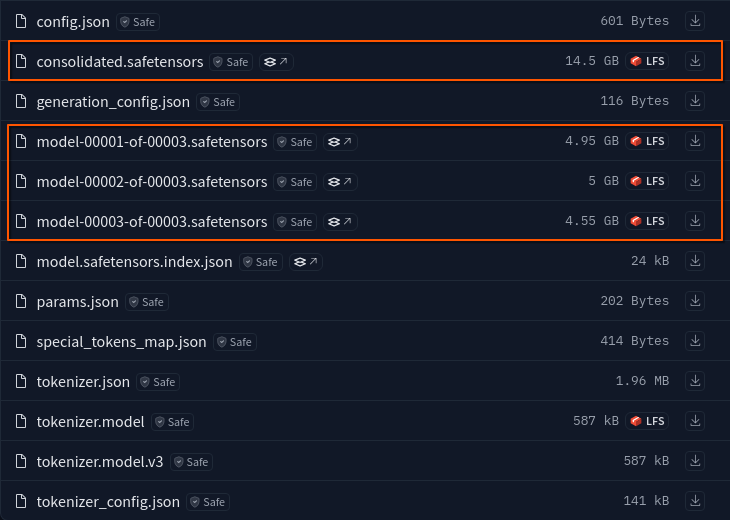 config.json Safe 601 Bytes
consolidated.safetensors Safe 14.5 GB LFS
generation_config.json Safe 116 Bytes
model-00001-of-00003.safetensors Safe 4.95 GB LFS
model-00002-of-00003.safetensors Safe 5 GB LFS
model-00003-of-00003.safetensors Safe 4.55 GB LFS
model.safetensors.index.json Safe 24 kB
params.json Safe 202 Bytes
special_tokens_map.json Safe 414 Bytes
tokenizer.json Safe 1.96 MB
tokenizer.model Safe 587 kB LFS
tokenizer.model.v3 Safe 587 kB
tokenizer_config.json Safe 141 kB